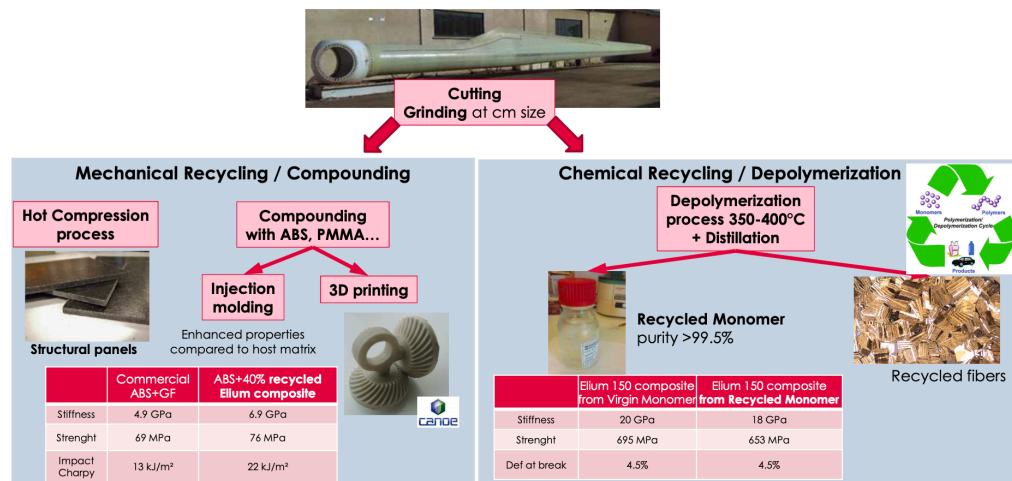 Cutting
Grinding at cm size
Mechanical Recycling / Compounding
Hot Compression
process
Structural panels
Compounding
with ABS, PMMA...
Injection
molding
3D printing
Enhanced properties
compared to host matrix
canoe
Commercial
ABS+GF
ABS+40% recycled
Elium composite
Stiffness
4.9 GPa
6.9 GPa
Strenght
69 MPa
76 MPa
Impact
Charpy
13 kJ/m²
22 kJ/m²
Chemical Recycling / Depolymerization
Depolymerization
process 350-400°C
+ Distillation
Monomers
Polymers
Polymerization/
Depolymerization Cycle
Products
Recycled Monomer
purity >99.5%
Recycled fibers
Elium 150 composite
from Virgin Monomer
Elium 150 composite
from Recycled Monomer
Stiffness
20 GPa
18 GPa
Strenght
695 MPa
653 MPa
Def at break
4.5%
4.5%